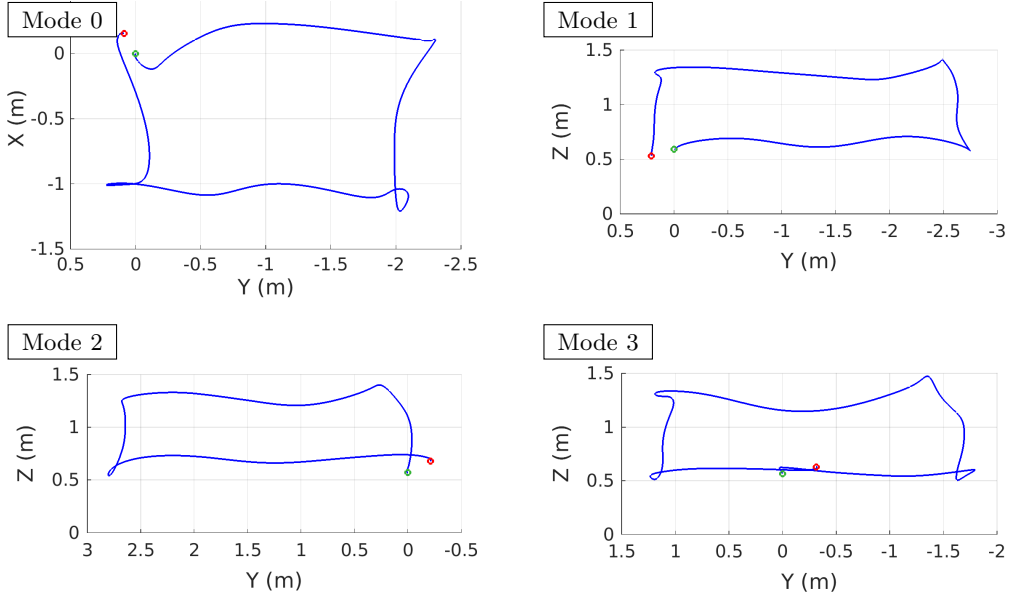 Mode 0
0
-0.5
-1
-1.5
X (m)
0.5 0 -0.5 -1 -1.5 -2 -2.5
Y (m)
Mode 1
1.5
1
0.5
0
Z (m)
0.5 0 -0.5 -1 -1.5 -2 -2.5 -3
Y (m)
Mode 2
1.5
1
0.5
0
Z (m)
3 2.5 2 1.5 1 0.5 0 -0.5
Y (m)
Mode 3
1.5
1
0.5
0
Z (m)
1.5 1 0.5 0 -0.5 -1 -1.5 -2
Y (m)